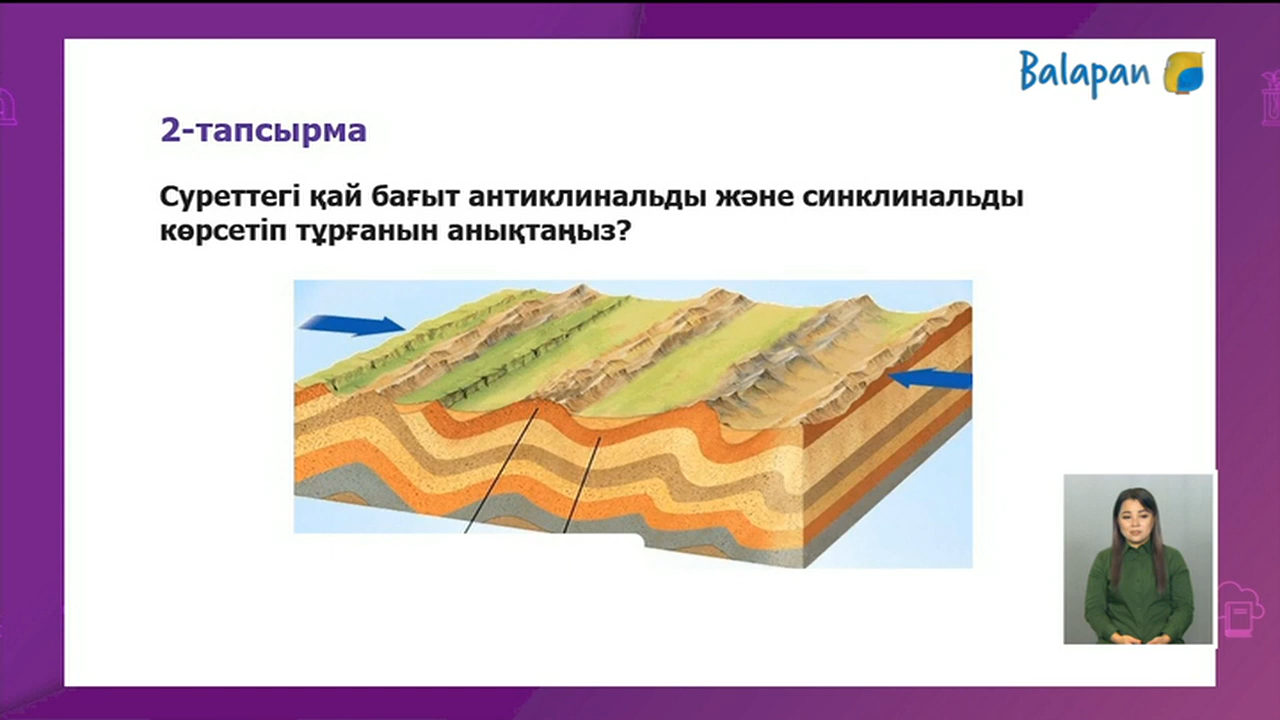 Balapan
2-тапсырма
Суреттегі қай бағыт антиклинальды және синклинальды
көрсетіп тұрғанын анықтаңыз?